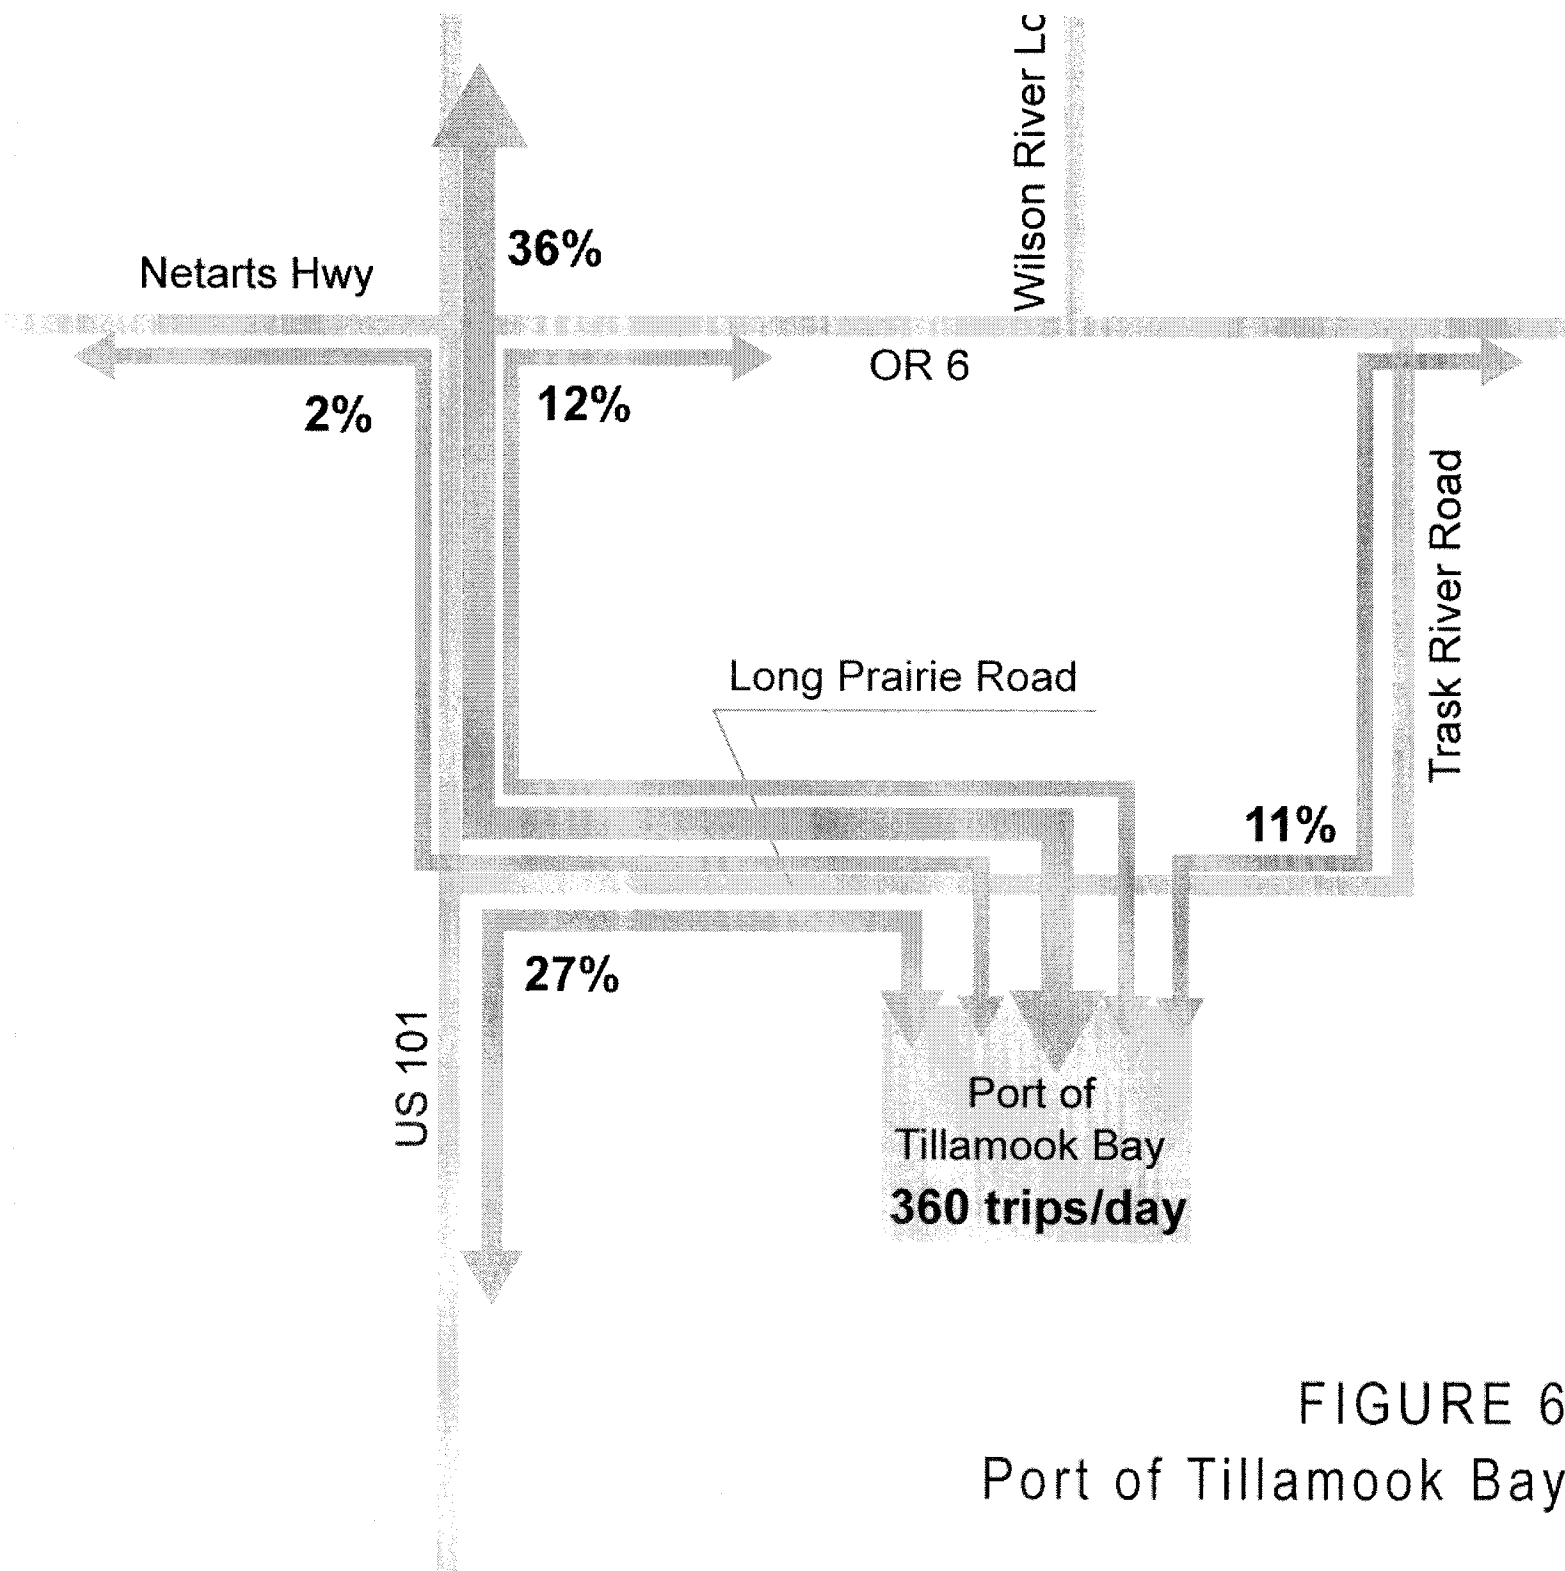 Wilson River Lc
36%
Netarts Hwy
OR 6
2%
12%
Trask River Road
Long Prairie Road
11%
27%
US 101
Port of
Tillamook Bay
360 trips/day
FIGURE 6
Port of Tillamook Bay